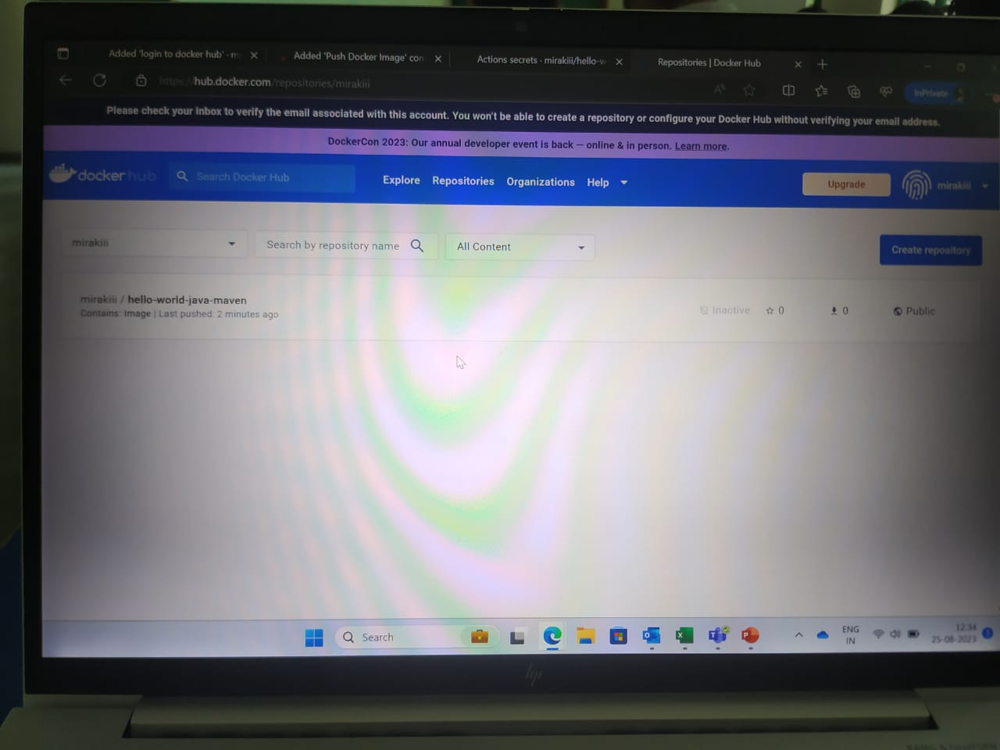 Added 'login to docker hub' · m
Added 'Push Docker Image' con
Actions secrets · mirakiii/hello-w
Repositories | Docker Hub
https://hub.docker.com/repositories/mirakiii
InPrivate
Please check your inbox to verify the email associated with this account. You won't be able to create a repository or configure your Docker Hub without verifying your email address.
DockerCon 2023: Our annual developer event is back — online & in person. Learn more.
docker hub
Search Docker Hub
Explore
Repositories
Organizations
Help
Upgrade
mirakiii
mirakiii
Search by repository name
All Content
Create repository
mirakiii / hello-world-java-maven
Contains: Image | Last pushed: 2 minutes ago
Inactive
0
0
Public
Search
ENG
IN
12:34
25-08-2023
hp